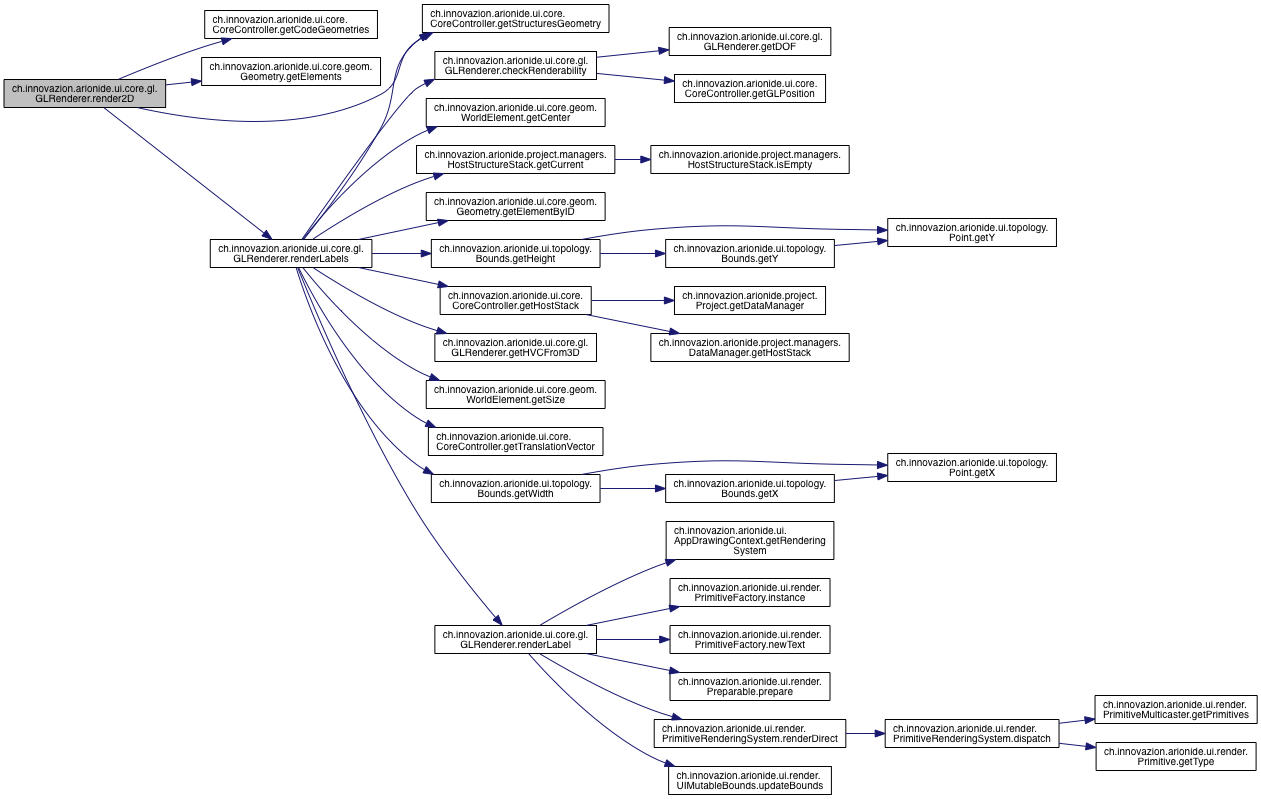 ch.innovazion.arionide.ui.core.gl.
GLRenderer.render2D
ch.innovazion.arionide.ui.core.
CoreController.getCodeGeometries
ch.innovazion.arionide.ui.core.geom.
Geometry.getElements
ch.innovazion.arionide.ui.core.gl.
GLRenderer.renderLabels
ch.innovazion.arionide.ui.core.
CoreController.getStructuresGeometry
ch.innovazion.arionide.ui.core.gl.
GLRenderer.checkRenderability
ch.innovazion.arionide.ui.core.geom.
WorldElement.getCenter
ch.innovazion.arionide.project.managers.
HostStructureStack.getCurrent
ch.innovazion.arionide.ui.core.geom.
Geometry.getElementByID
ch.innovazion.arionide.ui.topology.
Bounds.getHeight
ch.innovazion.arionide.ui.core.
CoreController.getHostStack
ch.innovazion.arionide.ui.core.gl.
GLRenderer.getHVCFrom3D
ch.innovazion.arionide.ui.core.geom.
WorldElement.getSize
ch.innovazion.arionide.ui.core.
CoreController.getTranslationVector
ch.innovazion.arionide.ui.topology.
Bounds.getWidth
ch.innovazion.arionide.ui.core.gl.
GLRenderer.renderLabel
ch.innovazion.arionide.ui.core.gl.
GLRenderer.getDOF
ch.innovazion.arionide.ui.core.
CoreController.getGLPosition
ch.innovazion.arionide.project.managers.
HostStructureStack.isEmpty
ch.innovazion.arionide.ui.topology.
Bounds.getY
ch.innovazion.arionide.ui.topology.
Point.getY
ch.innovazion.arionide.project.
Project.getDataManager
ch.innovazion.arionide.project.managers.
DataManager.getHostStack
ch.innovazion.arionide.ui.topology.
Bounds.getX
ch.innovazion.arionide.ui.topology.
Point.getX
ch.innovazion.arionide.ui.
AppDrawingContext.getRendering
System
ch.innovazion.arionide.ui.render.
PrimitiveFactory.instance
ch.innovazion.arionide.ui.render.
PrimitiveFactory.newText
ch.innovazion.arionide.ui.render.
Preparable.prepare
ch.innovazion.arionide.ui.render.
PrimitiveRenderingSystem.renderDirect
ch.innovazion.arionide.ui.render.
UIMutableBounds.updateBounds
ch.innovazion.arionide.ui.render.
PrimitiveRenderingSystem.dispatch
ch.innovazion.arionide.ui.render.
PrimitiveMulticaster.getPrimitives
ch.innovazion.arionide.ui.render.
Primitive.getType